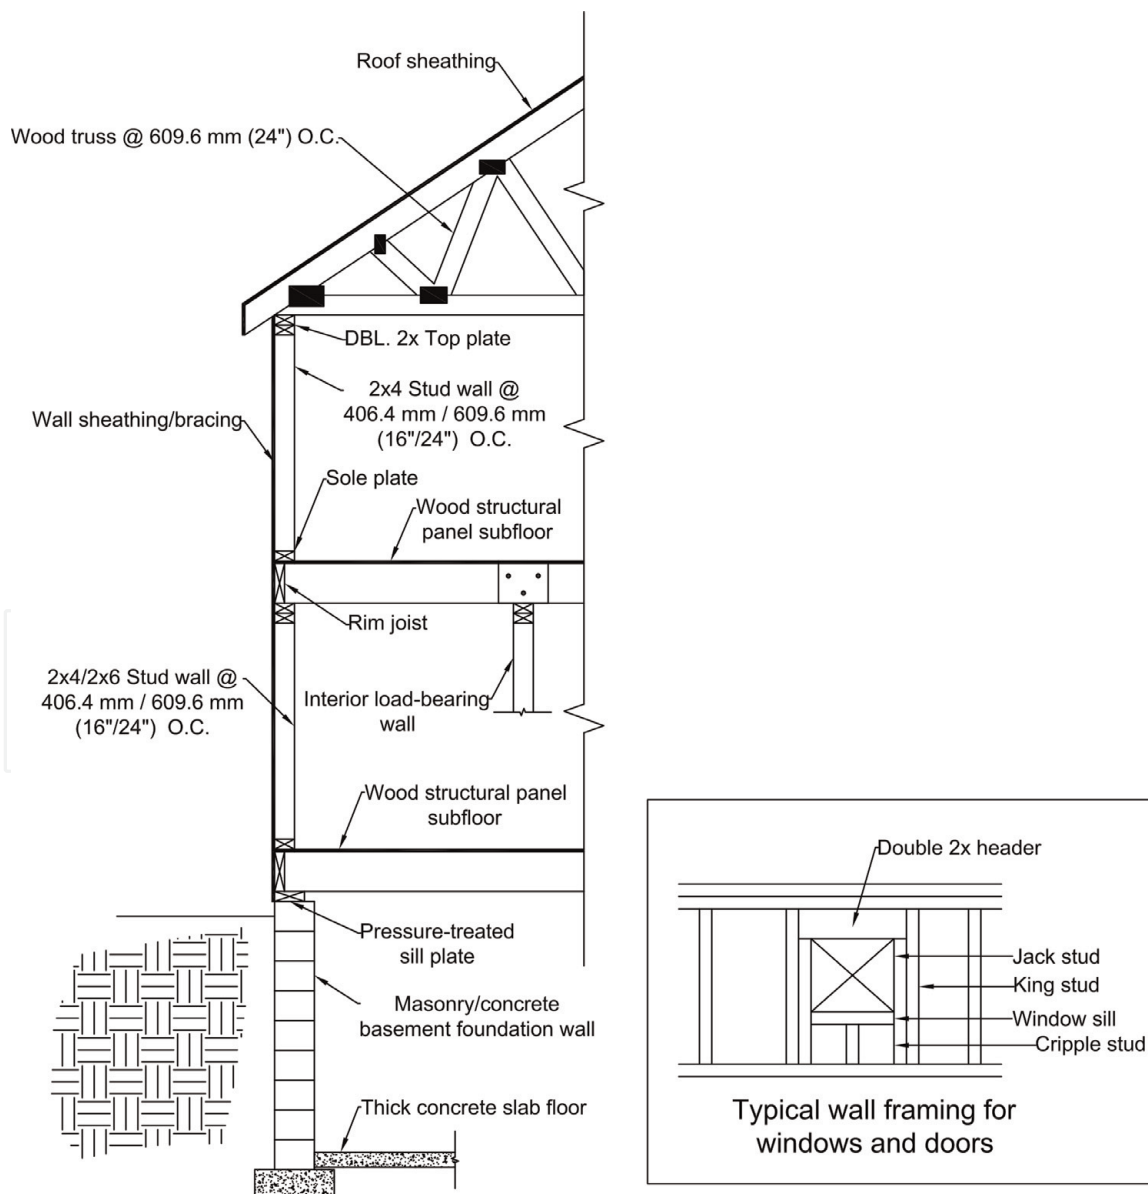 Roof sheathing
Wood truss @ 609.6 mm (24") O.C.
DBL. 2x Top plate
2x4 Stud wall @
406.4 mm / 609.6 mm
(16"/24") O.C.
Wall sheathing/bracing
Sole plate
Wood structural
panel subfloor
Rim joist
2x4/2x6 Stud wall @
406.4 mm / 609.6 mm
(16"/24") O.C.
Interior load-bearing
wall
Wood structural panel
subfloor
Pressure-treated
sill plate
Masonry/concrete
basement foundation wall
Thick concrete slab floor
Double 2x header
Jack stud
King stud
Window sill
Cripple stud
Typical wall framing for
windows and doors